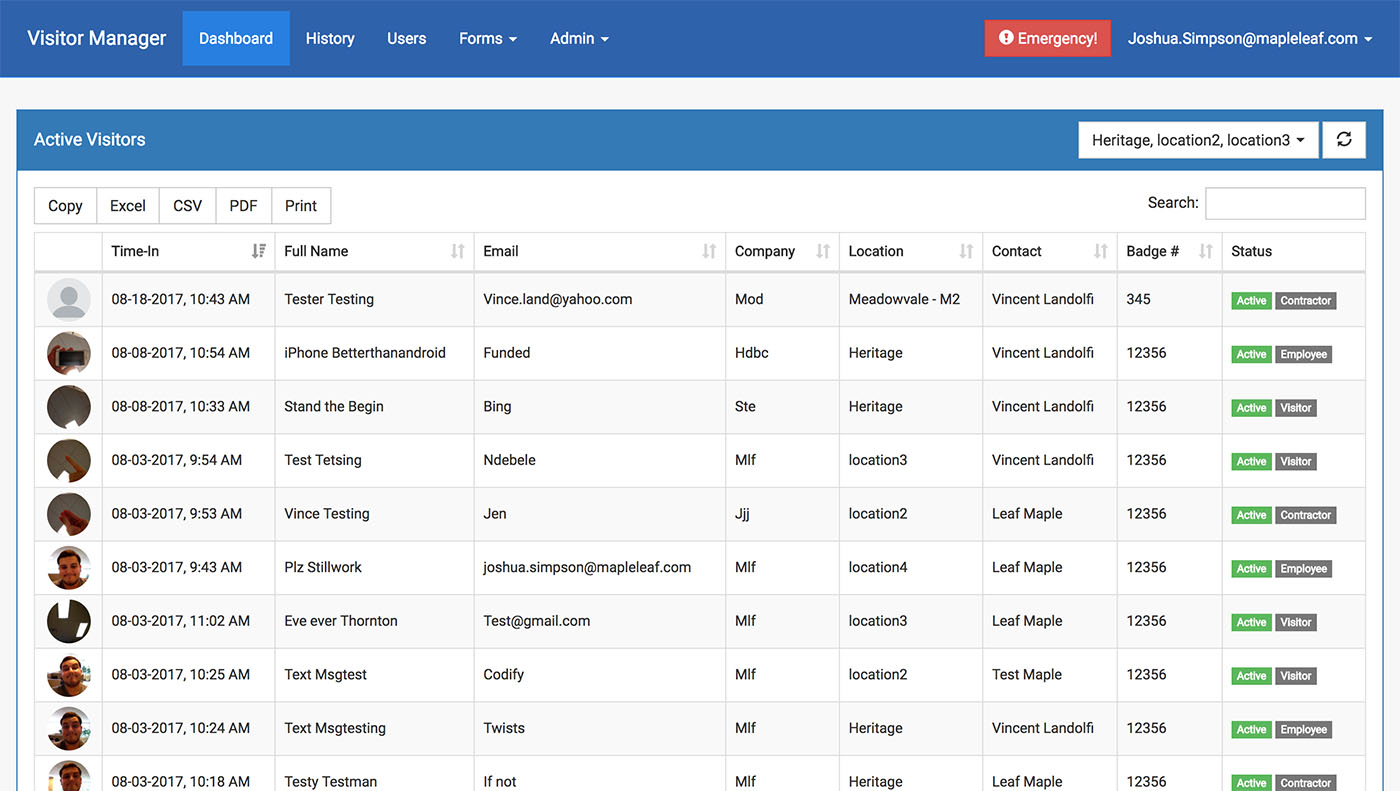 Visitor Manager Dashboard History Users Forms Admin Emergency! Joshua.Simpson@mapleleaf.com
Active Visitors Heritage, location2, location3
Copy Excel CSV PDF Print Search:
Time-In Full Name Email Company Location Contact Badge # Status
08-18-2017, 10:43 AM Tester Testing Vince.land@yahoo.com Mod Meadowvale - M2 Vincent Landolfi 345 Active Contractor
08-08-2017, 10:54 AM iPhone Betterthanandroid Funded Hdbc Heritage Vincent Landolfi 12356 Active Employee
08-08-2017, 10:33 AM Stand the Begin Bing Ste Heritage Vincent Landolfi 12356 Active Visitor
08-03-2017, 9:54 AM Test Tetsing Ndebele Mlf location3 Vincent Landolfi 12356 Active Visitor
08-03-2017, 9:53 AM Vince Testing Jen Jjj location2 Leaf Maple 12356 Active Contractor
08-03-2017, 9:43 AM Plz Stillwork joshua.simpson@mapleleaf.com Mlf location4 Leaf Maple 12356 Active Employee
08-03-2017, 11:02 AM Eve ever Thornton Test@gmail.com Mlf location3 Leaf Maple 12356 Active Visitor
08-03-2017, 10:25 AM Text Msgtest Codify Mlf location2 Test Maple 12356 Active Visitor
08-03-2017, 10:24 AM Text Msgtesting Twists Mlf Heritage Vincent Landolfi 12356 Active Employee
08-03-2017, 10:18 AM Testy Testman If not Mlf Heritage Leaf Maple 12356 Active Contractor